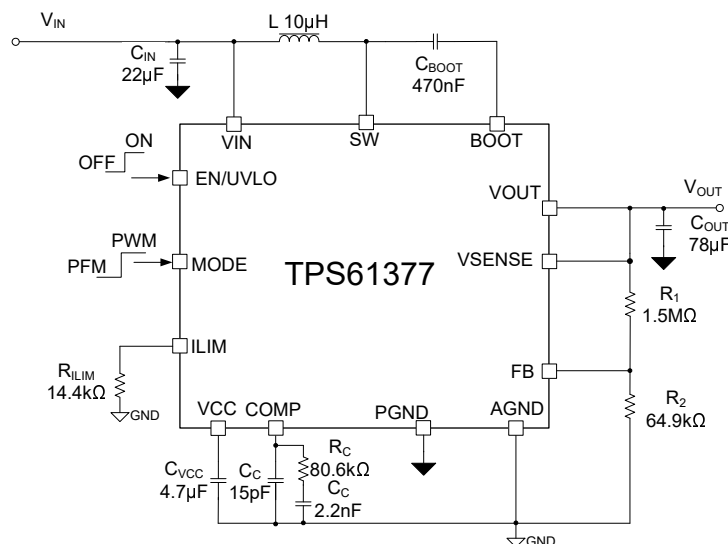 VIN
L 10µH
CIN
22µF
CBOOT
470nF
ON
OFF
VIN
SW
BOOT
EN/UVLO
VOUT
VOUT
COUT
78µF
PWM
PFM
MODE
TPS61377
VSENSE
R1
1.5MΩ
ILIM
RILIM
14.4kΩ
GND
FB
R2
64.9kΩ
VCC
COMP
PGND
AGND
CVCC
4.7µF
CC
15pF
RC
80.6kΩ
CC
2.2nF
GND